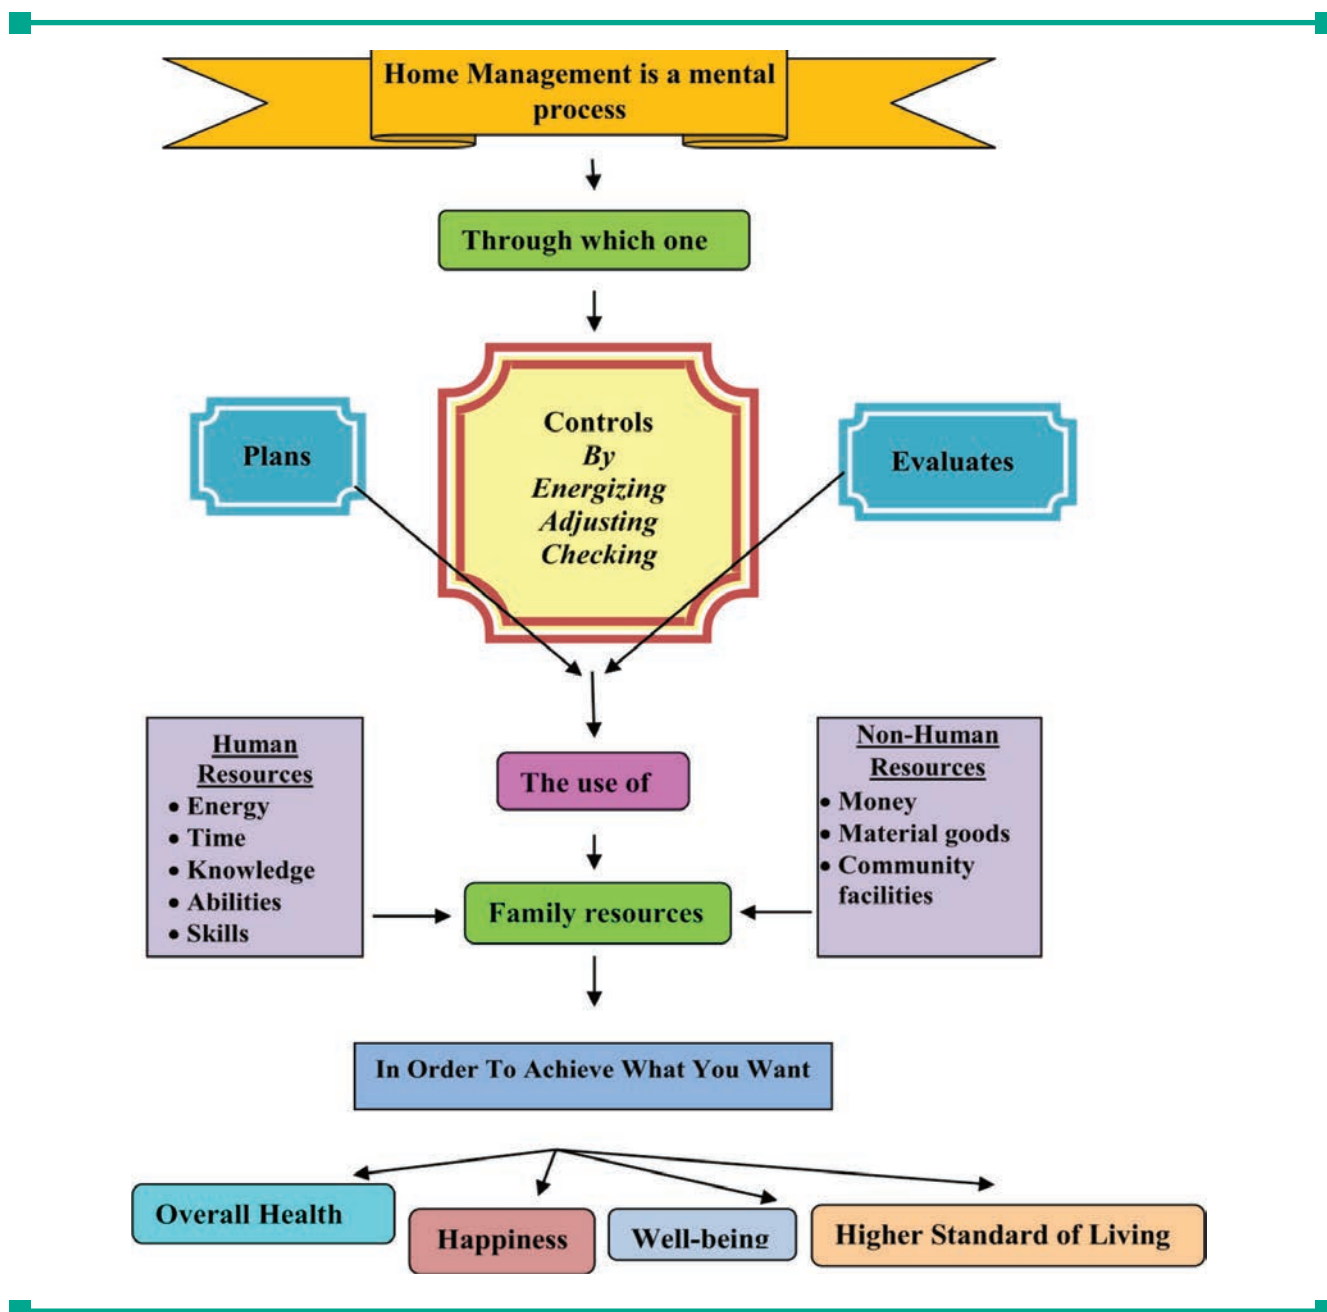 Home Management is a mental
process
Through which one
Plans
Controls
By
Energizing
Adjusting
Checking
Evaluates
Human
Resources
• Energy
• Time
• Knowledge
• Abilities
• Skills
The use of
Family resources
Non-Human
Resources
• Money
• Material goods
• Community
facilities
In Order To Achieve What You Want
Overall Health
Happiness
Well-being
Higher Standard of Living